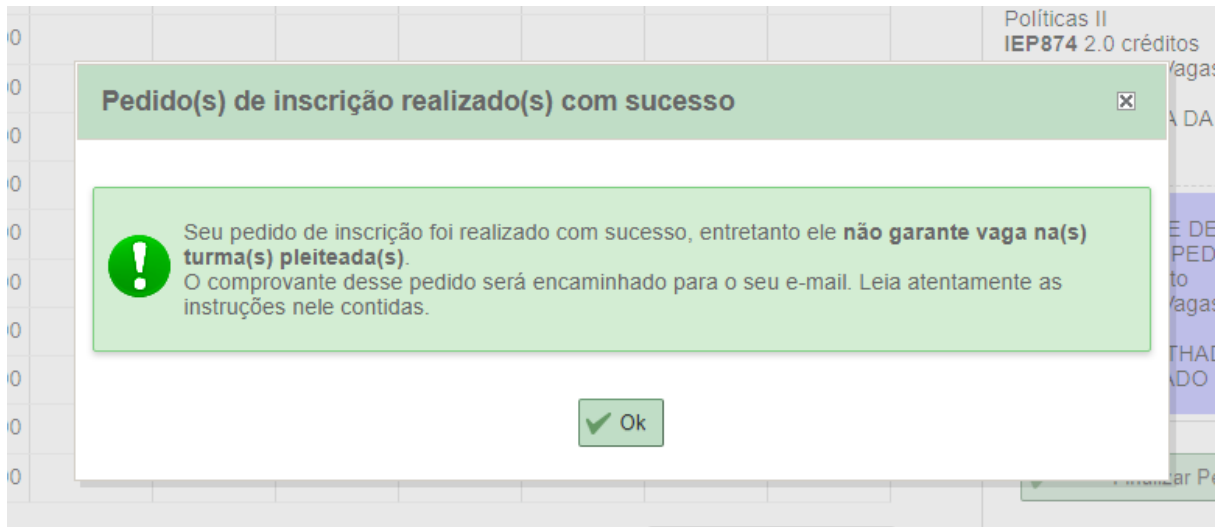 Políticas II
IEP874 2.0 créditos
Pedido(s) de inscrição realizado(s) com sucesso
Seu pedido de inscrição foi realizado com sucesso, entretanto ele não garante vaga na(s)
turma(s) pleiteada(s).
O comprovante desse pedido será encaminhado para o seu e-mail. Leia atentamente as
instruções nele contidas.
Ok